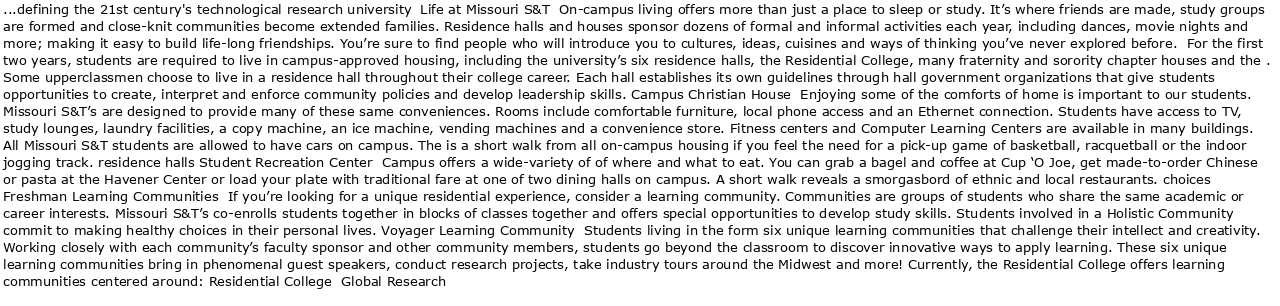 ...defining the 21st century's technological research university  Life at Missouri S&T  On-campus living offers more than just a place to sleep or study. It’s where friends are made, study groups
are formed and close-knit communities become extended families. Residence halls and houses sponsor dozens of formal and informal activities each year, including dances, movie nights and
more; making it easy to build life-long friendships. You’re sure to find people who will introduce you to cultures, ideas, cuisines and ways of thinking you’ve never explored before.  For the first
two years, students are required to live in campus-approved housing, including the university’s six residence halls, the Residential College, many fraternity and sorority chapter houses and the .
Some upperclassmen choose to live in a residence hall throughout their college career. Each hall establishes its own guidelines through hall government organizations that give students
opportunities to create, interpret and enforce community policies and develop leadership skills. Campus Christian House  Enjoying some of the comforts of home is important to our students.
Missouri S&T’s are designed to provide many of these same conveniences. Rooms include comfortable furniture, local phone access and an Ethernet connection. Students have access to TV,
study lounges, laundry facilities, a copy machine, an ice machine, vending machines and a convenience store. Fitness centers and Computer Learning Centers are available in many buildings.
All Missouri S&T students are allowed to have cars on campus. The is a short walk from all on-campus housing if you feel the need for a pick-up game of basketball, racquetball or the indoor
jogging track. residence halls Student Recreation Center  Campus offers a wide-variety of of where and what to eat. You can grab a bagel and coffee at Cup ‘O Joe, get made-to-order Chinese
or pasta at the Havener Center or load your plate with traditional fare at one of two dining halls on campus. A short walk reveals a smorgasbord of ethnic and local restaurants. choices
Freshman Learning Communities  If you’re looking for a unique residential experience, consider a learning community. Communities are groups of students who share the same academic or
career interests. Missouri S&T’s co-enrolls students together in blocks of classes together and offers special opportunities to develop study skills. Students involved in a Holistic Community
commit to making healthy choices in their personal lives. Voyager Learning Community  Students living in the form six unique learning communities that challenge their intellect and creativity.
Working closely with each community’s faculty sponsor and other community members, students go beyond the classroom to discover innovative ways to apply learning. These six unique
learning communities bring in phenomenal guest speakers, conduct research projects, take industry tours around the Midwest and more! Currently, the Residential College offers learning
communities centered around: Residential College  Global Research